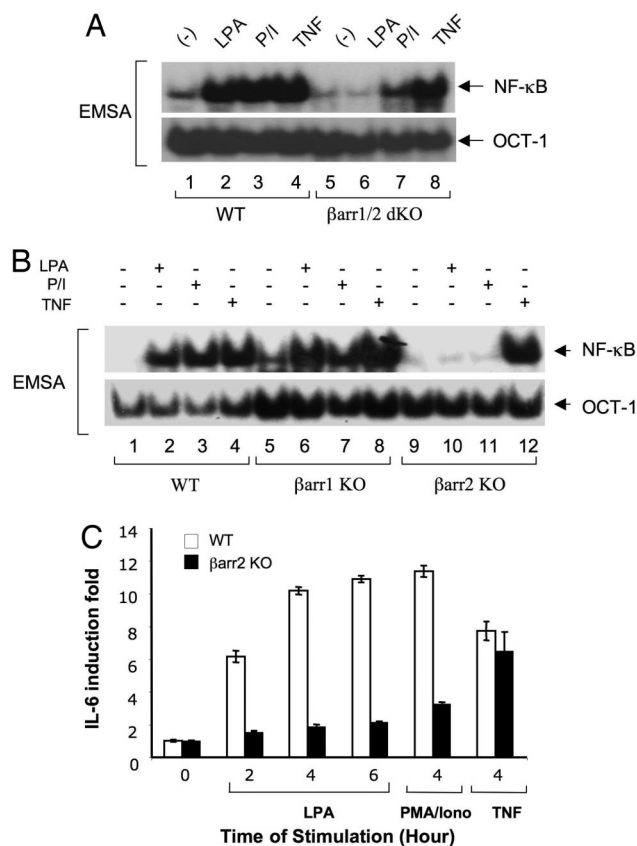 A
(-) LPA P/I TNF (-) LPA P/I TNF
EMSA
NF-κB
OCT-1
1 2 3 4 5 6 7 8
WT βarr1/2 dKO
B
LPA - + - - - + - - - + - -
P/I - - + - - - + - - - + -
TNF - - - + - - - + - - - +
EMSA
NF-κB
OCT-1
1 2 3 4 5 6 7 8 9 10 11 12
WT βarr1 KO βarr2 KO
C
14
12
10
8
6
4
2
0
IL-6 induction fold
WT
βarr2 KO
0 2 4 6 4 4
LPA PMA/Iono TNF
Time of Stimulation (Hour)